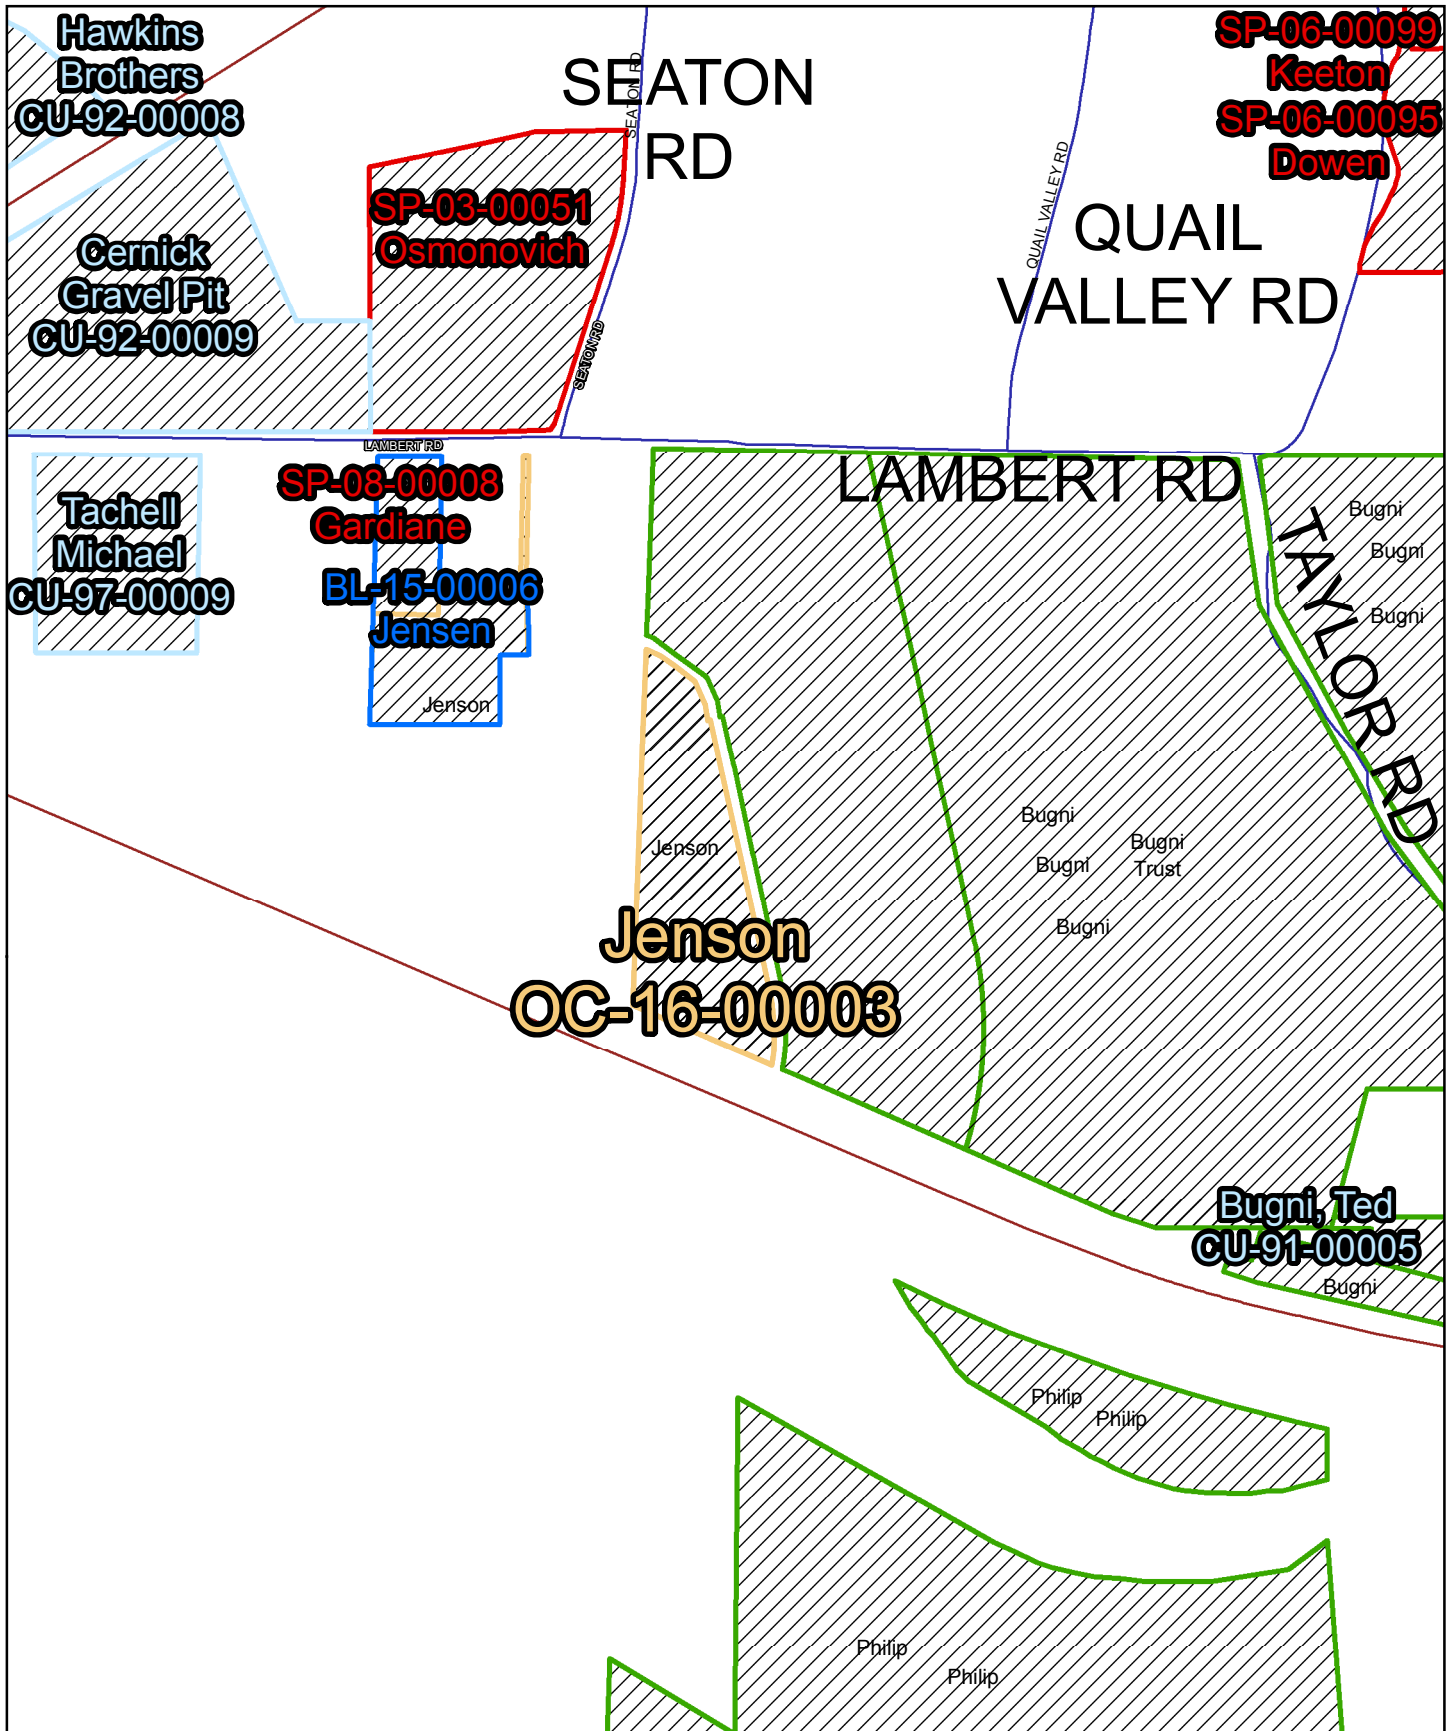 Hawkins
Brothers
CU-92-00008
SEATON
RD
SEATON RD
SP-06-00099
Keeton
SP-06-00095
Dowen
QUAIL VALLEY RD
QUAIL
VALLEY RD
SP-03-00051
Osmonovich
Cernick
Gravel Pit
CU-92-00009
SEATON RD
LAMBERT RD
LAMBERT RD
SP-08-00008
Gardiane
Tachell
Michael
CU-97-00009
BL-15-00006
Jensen
Jenson
TAYLOR RD
Bugni
Bugni
Bugni
Jenson
Bugni
Bugni
Trust
Bugni
Bugni
Jenson
OC-16-00003
Bugni, Ted
CU-91-00005
Bugni
Philip
Philip
Philip
Philip